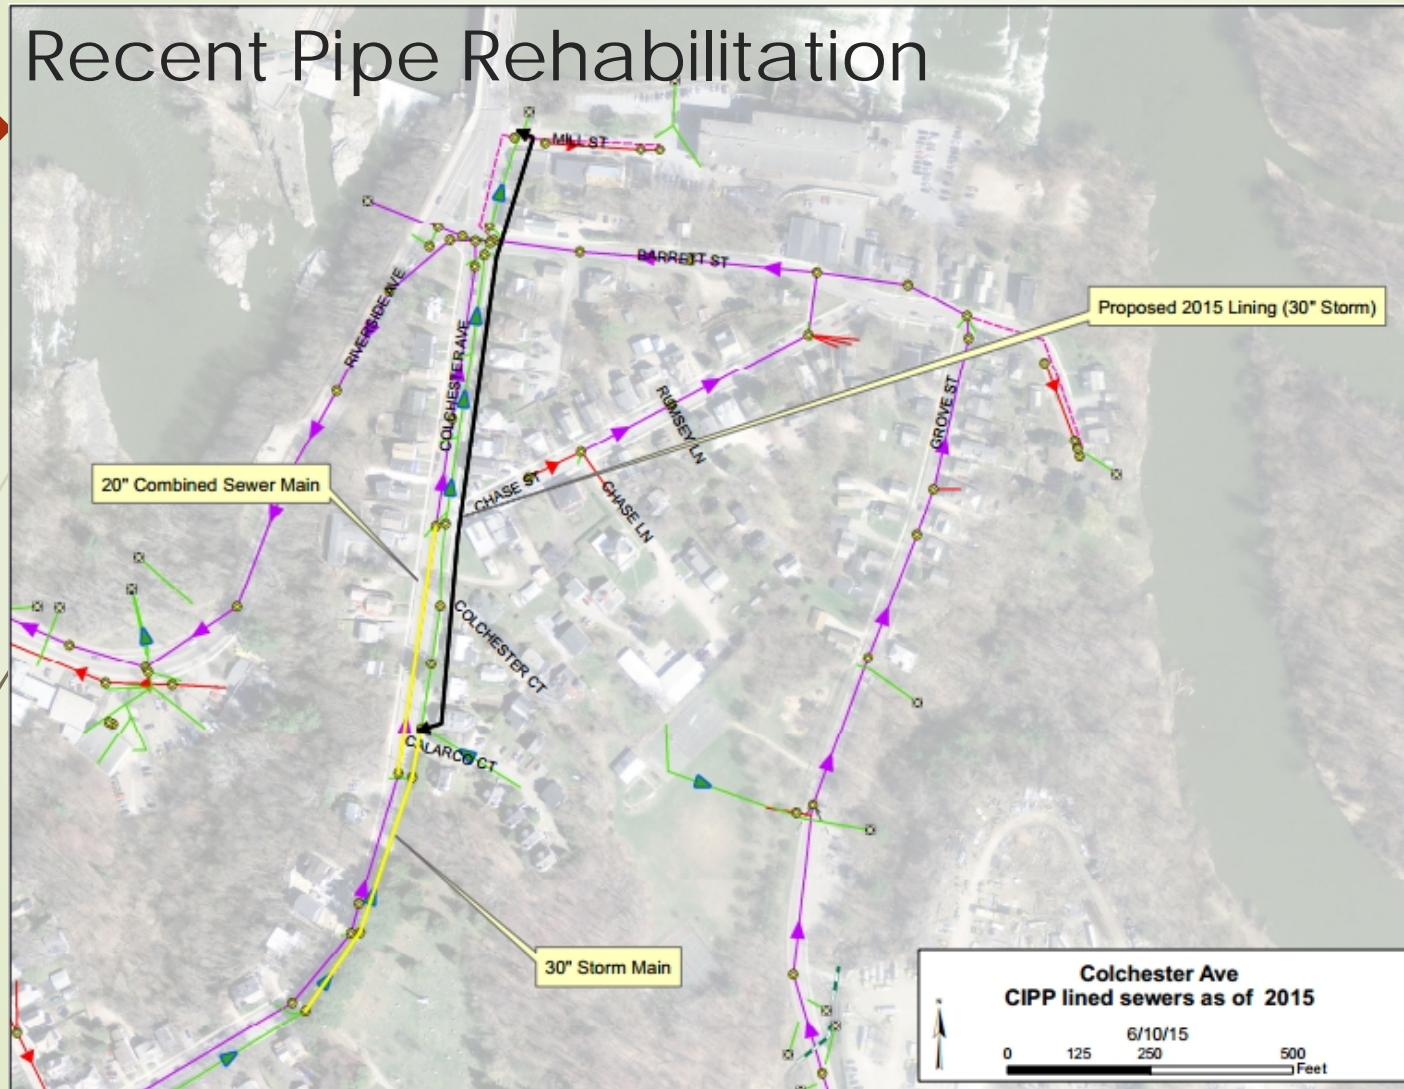 Recent Pipe Rehabilitation
MILL ST
BARRETT ST
RIVERSIDE AVE
COLCHESTER AVE
Proposed 2015 Lining (30" Storm)
RUMSEY LN
GROVE ST
20" Combined Sewer Main
CHASE ST
CHASE LN
COLCHESTER CT
CALARCO CT
30" Storm Main
Colchester Ave
CIPP lined sewers as of 2015
6/10/15
0 125 250 500
Feet